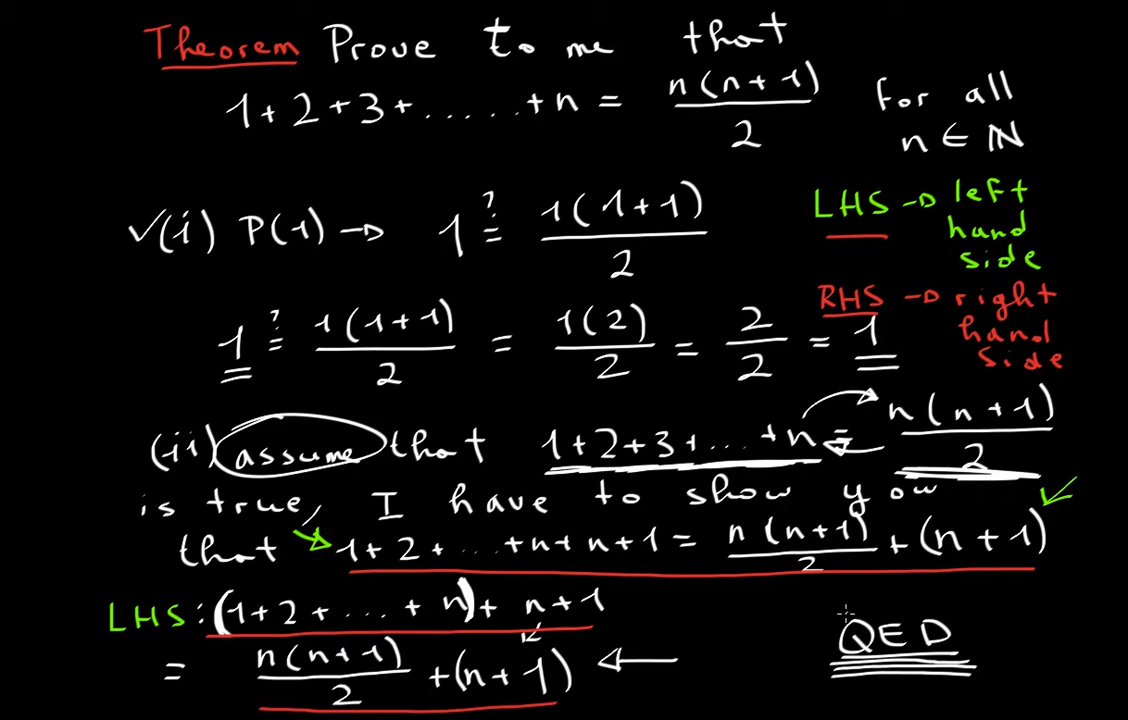 Theorem Prove to me that
1+2+3+......+n = n(n+1)/2 for all n ∈ ℕ
✓(i) P(1) → 1 ≟ 1(1+1)/2
LHS → left hand side
1 ≟ 1(1+1)/2 = 1(2)/2 = 2/2 = 1
RHS → right hand side
(ii) assume that 1+2+3+...+n = n(n+1)/2
is true, I have to show you
that 1+2+...+n+n+1 = n(n+1)/2 + (n+1)
LHS: (1+2+...+n)+n+1
= n(n+1)/2 + (n+1) ←
QED